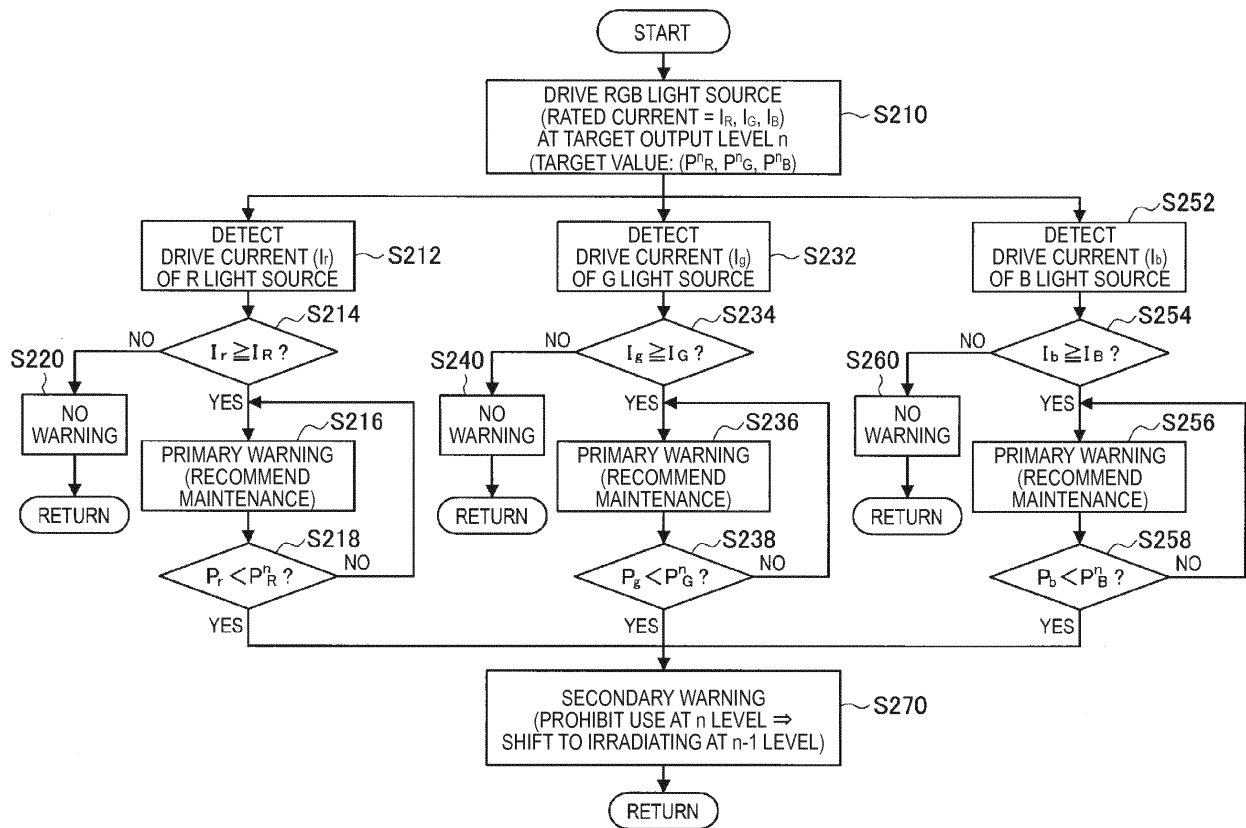 START
DRIVE RGB LIGHT SOURCE
(RATED CURRENT = IR, IG, IB)
AT TARGET OUTPUT LEVEL n
(TARGET VALUE: (PnR, PnG, PnB)
S210
DETECT
DRIVE CURRENT (Ir)
OF R LIGHT SOURCE
S212
DETECT
DRIVE CURRENT (Ig)
OF G LIGHT SOURCE
S232
DETECT
DRIVE CURRENT (Ib)
OF B LIGHT SOURCE
S252
S214
Ir ≧ IR ?
NO
YES
S234
Ig ≧ IG ?
NO
YES
S254
Ib ≧ IB ?
NO
YES
S220
NO
WARNING
RETURN
S216
PRIMARY WARNING
(RECOMMEND
MAINTENANCE)
S240
NO
WARNING
RETURN
S236
PRIMARY WARNING
(RECOMMEND
MAINTENANCE)
S260
NO
WARNING
RETURN
S256
PRIMARY WARNING
(RECOMMEND
MAINTENANCE)
S218
Pr < PnR ?
NO
YES
S238
Pg < PnG ?
NO
YES
S258
Pb < PnB ?
NO
YES
SECONDARY WARNING
(PROHIBIT USE AT n LEVEL ⇒
SHIFT TO IRRADIATING AT n-1 LEVEL)
S270
RETURN